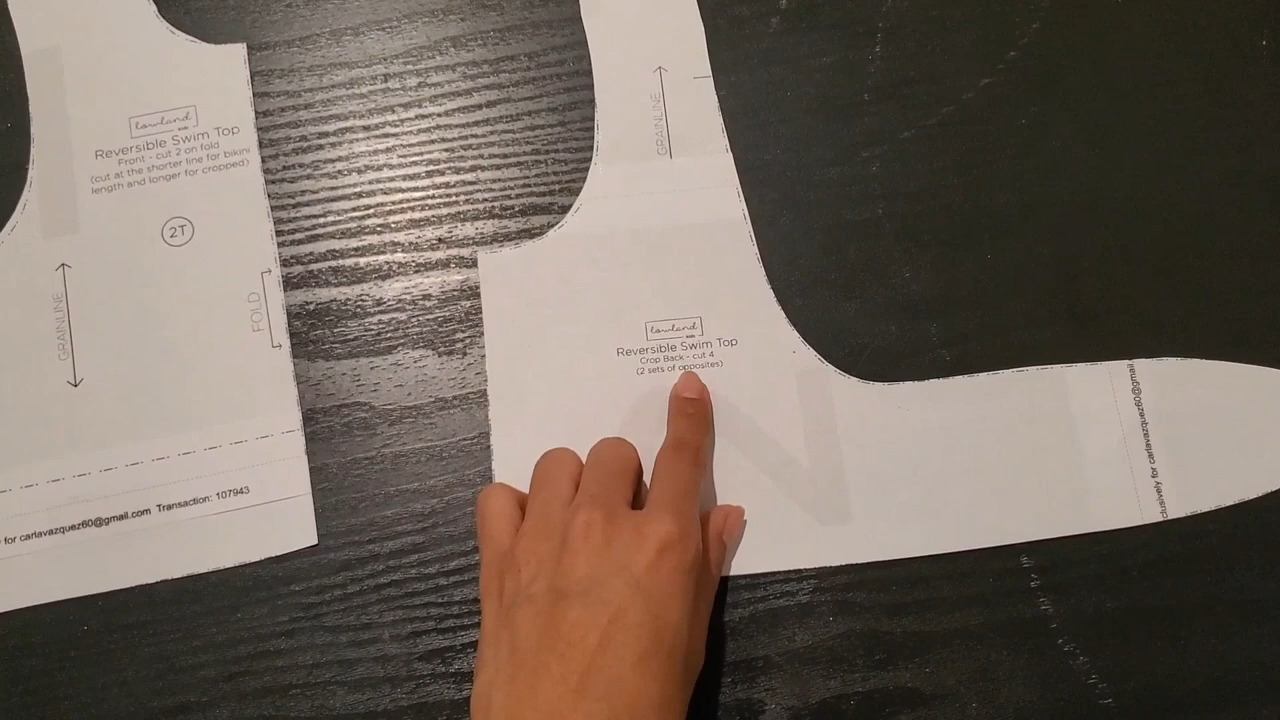 lowland
kids
Reversible Swim Top
Front - cut 2 on fold
(cut at the shorter line for bikini
length and longer for cropped)
2T
GRAINLINE
FOLD
for carlavazquez60@gmail.com Transaction: 107943
GRAINLINE
lowland
kids
Reversible Swim Top
Crop Back - cut 4
(2 sets of opposites)
clusively for carlavazquez60@gmail